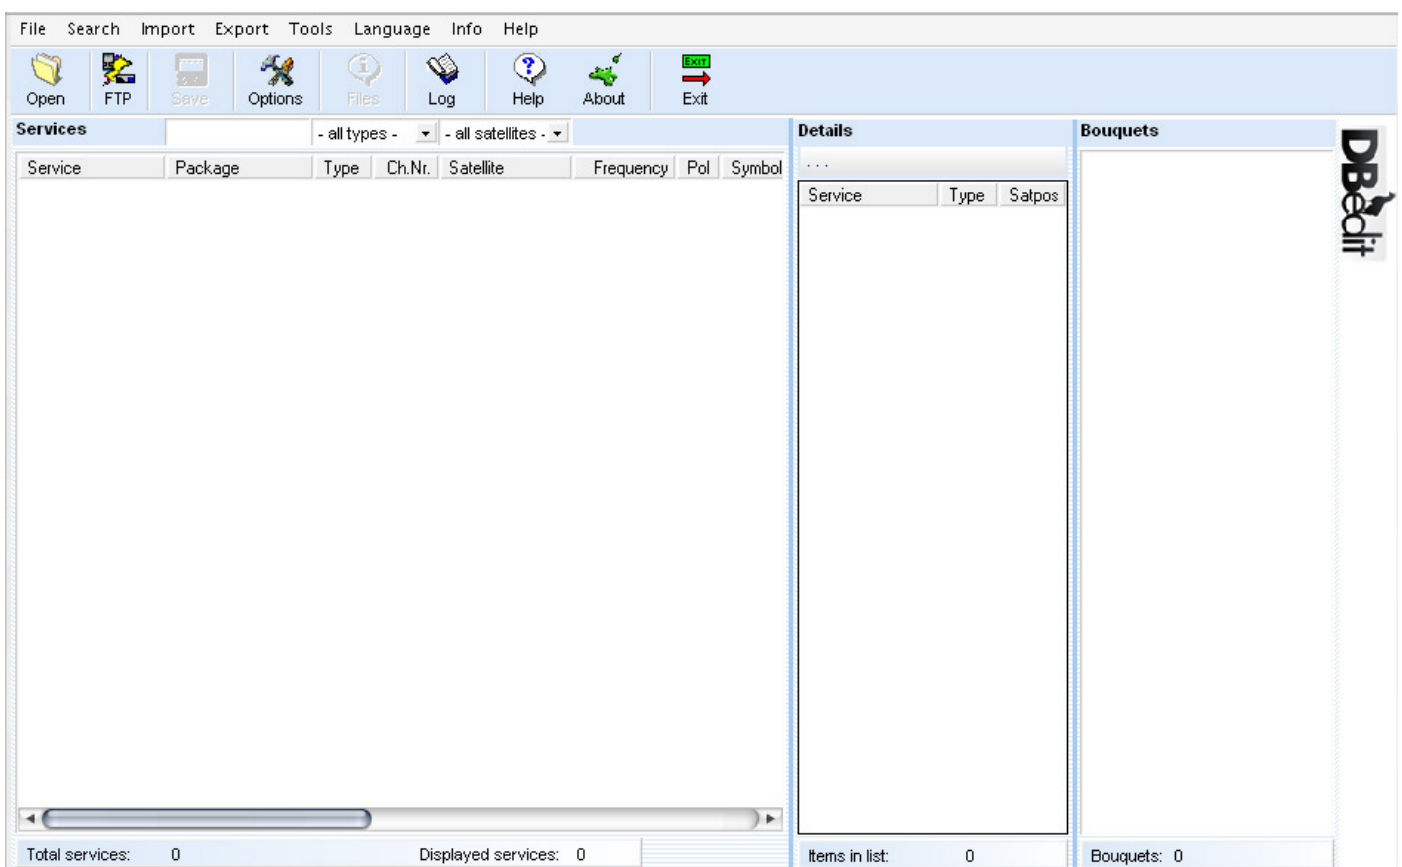 File Search Import Export Tools Language Info Help
EXIT
Open FTP Save Options Files Log Help About Exit
Services - all types - - all satellites -
Service Package Type Ch.Nr. Satellite Frequency Pol Symbol
Total services: 0 Displayed services: 0
Details
...
Service Type Satpos
Items in list: 0
Bouquets
Bouquets: 0
DBedit